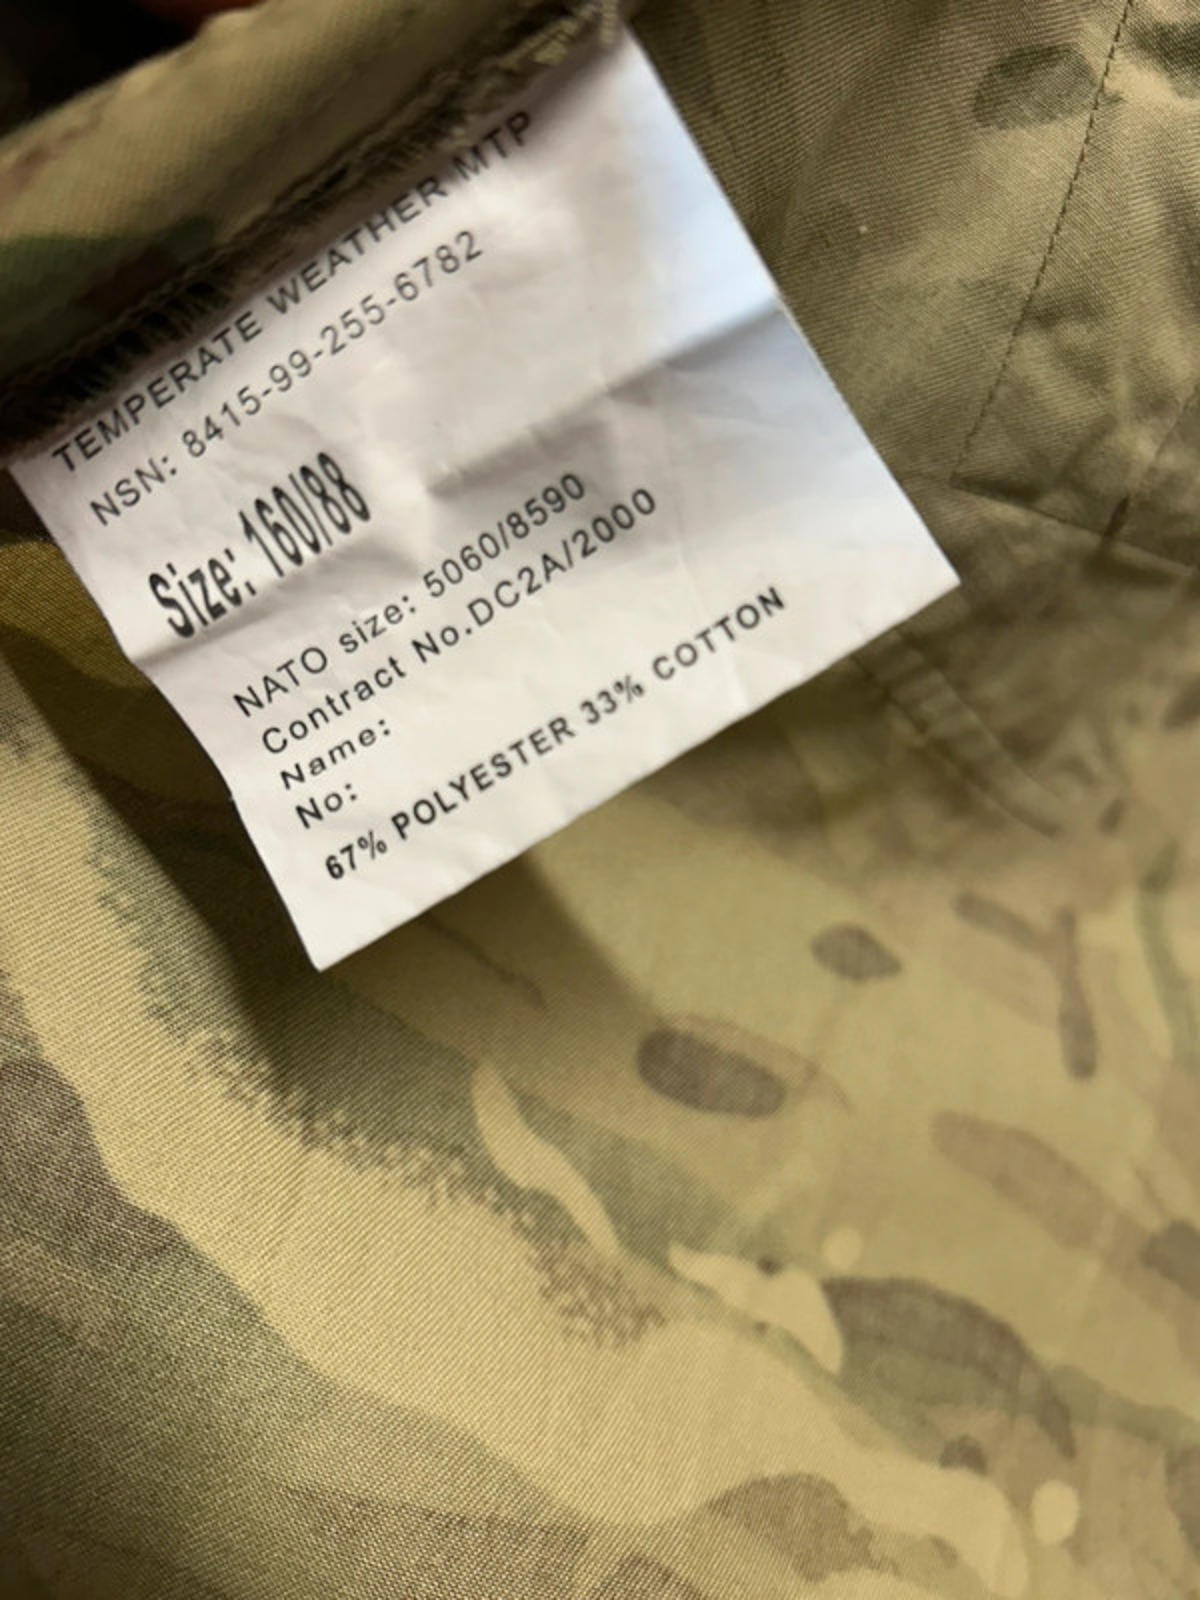 TEMPERATE WEATHER MTP
NSN: 8415-99-255-6782
Size: 160/88
NATO size: 5060/8590
Contract No.DC2A/2000
Name:
No:
67% POLYESTER 33% COTTON